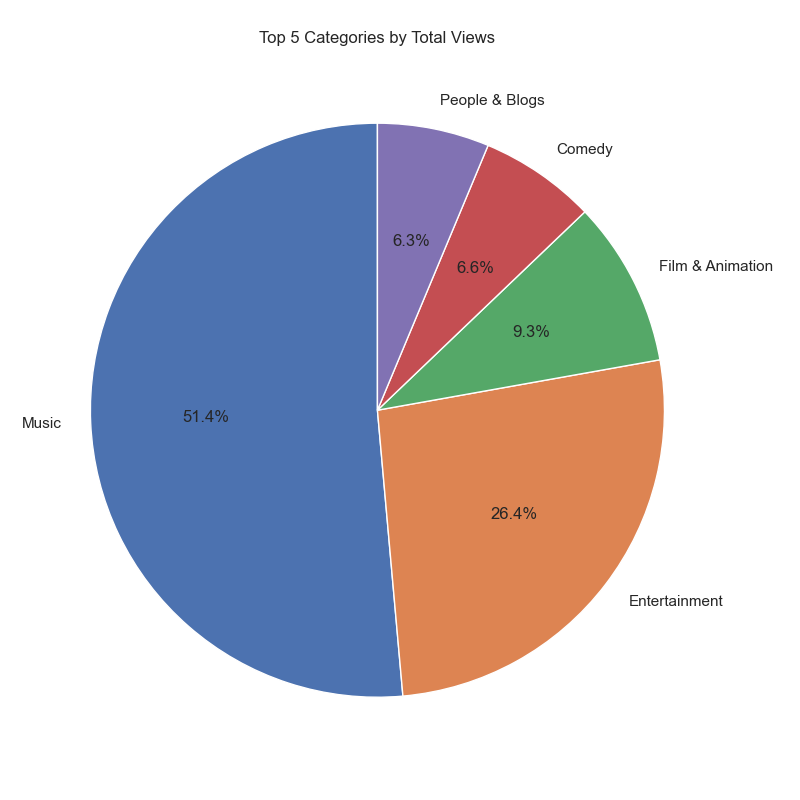 Top 5 Categories by Total Views
People & Blogs
Comedy
Film & Animation
6.3%
6.6%
9.3%
Music
51.4%
26.4%
Entertainment